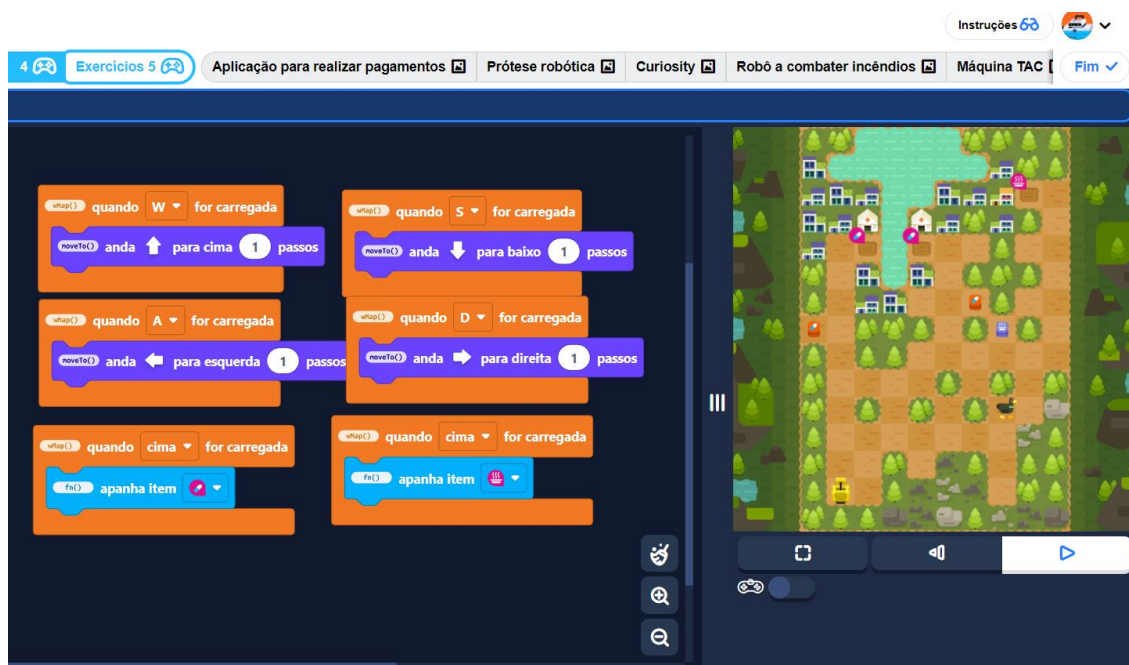 Instruções
4 Exercícios 5 Aplicação para realizar pagamentos Prótese robótica Curiosity Robô a combater incêndios Máquina TAC Fim
wMap() quando W for carregada
moveTo() anda para cima 1 passos
wMap() quando S for carregada
moveTo() anda para baixo 1 passos
wMap() quando A for carregada
moveTo() anda para esquerda 1 passos
wMap() quando D for carregada
moveTo() anda para direita 1 passos
wMap() quando cima for carregada
fn() apanha item
wMap() quando cima for carregada
fn() apanha item